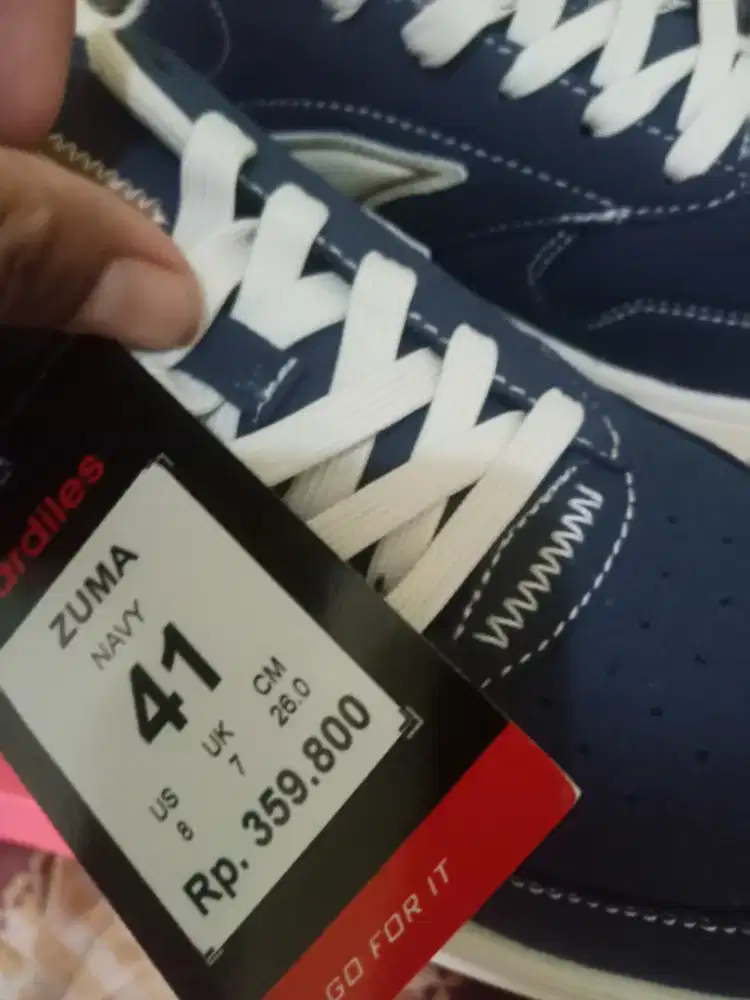 ardiles
ZUMA
NAVY
41
US UK CM
8 7 26.0
Rp. 359.800
GO FOR IT